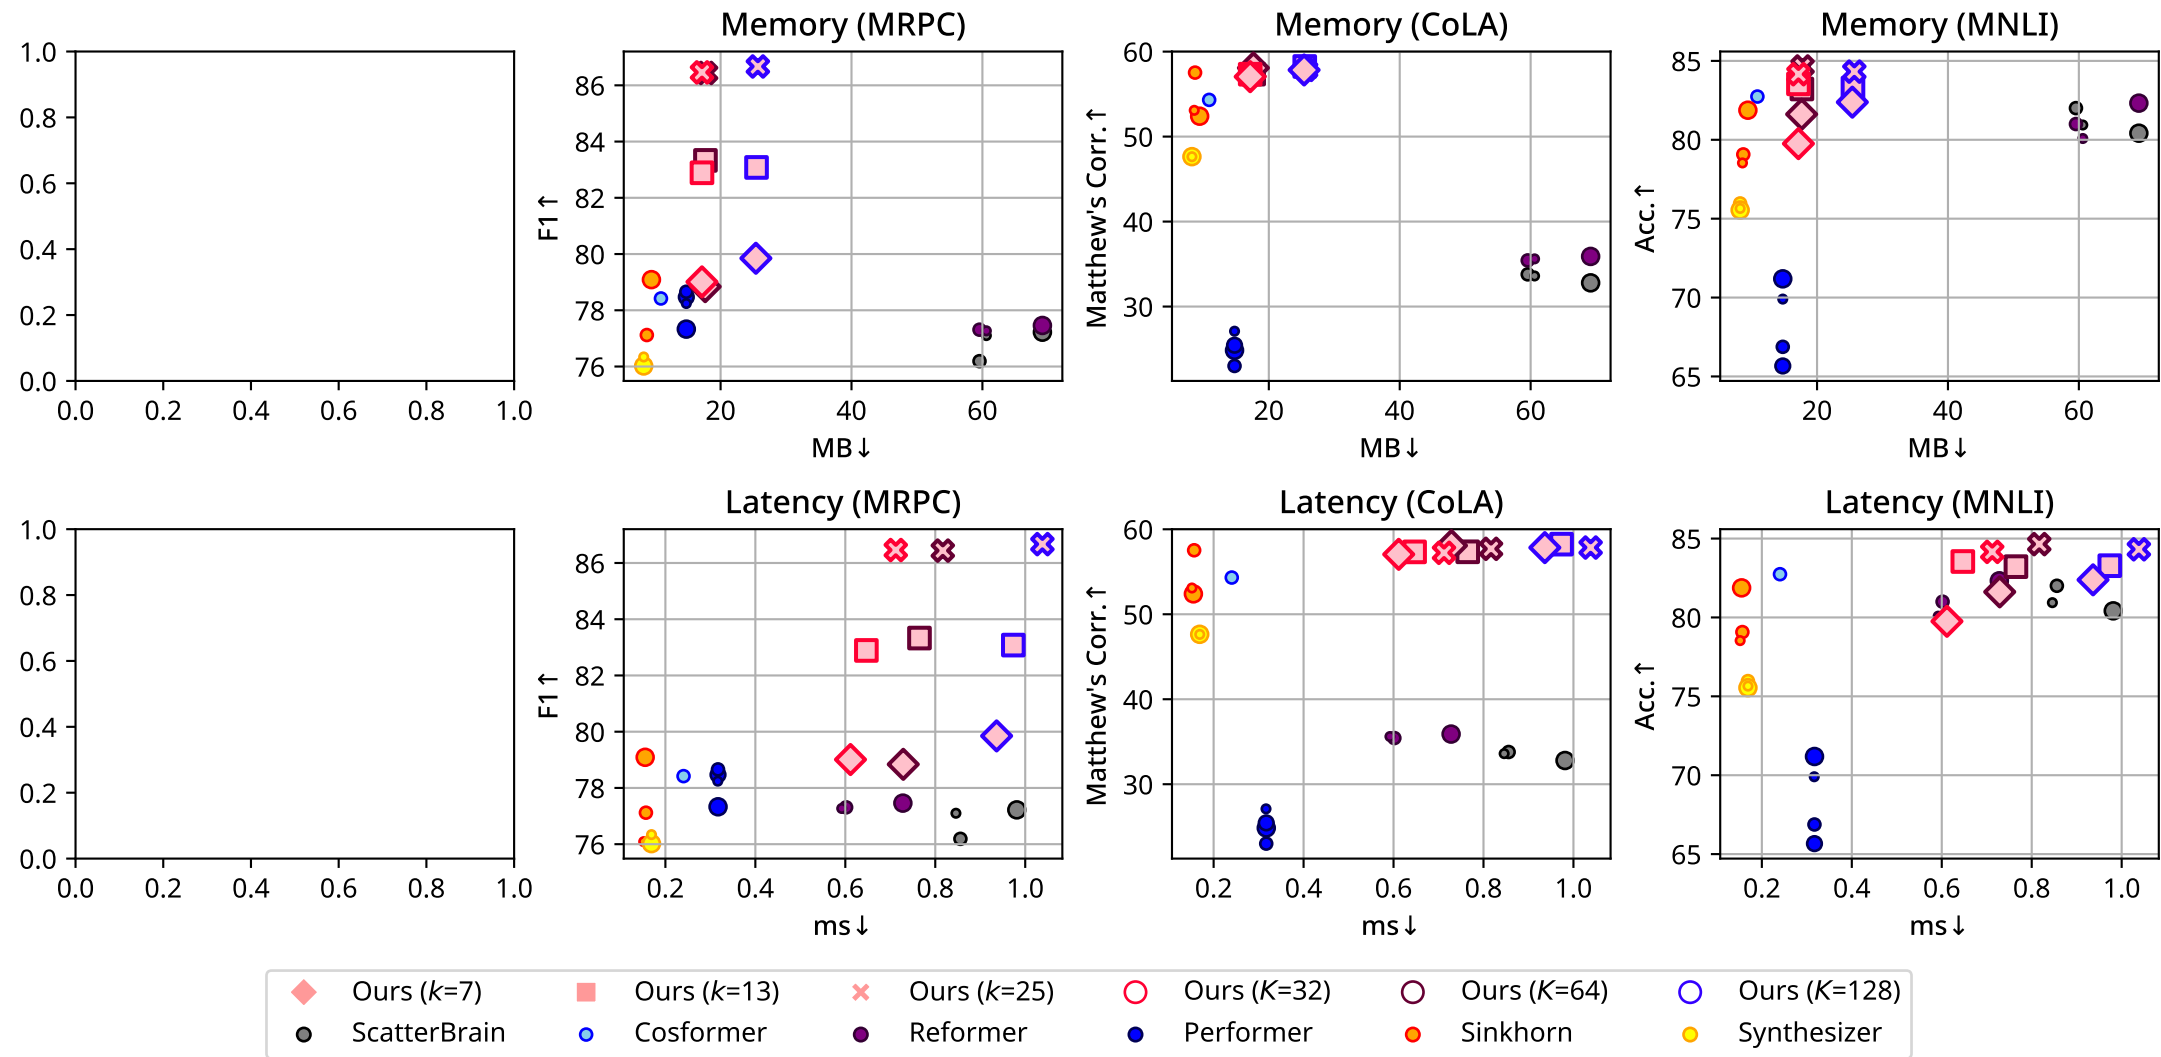 Memory (MRPC) Memory (CoLA) Memory (MNLI)
1.0
0.8
0.6
0.4
0.2
0.0
0.0 0.2 0.4 0.6 0.8 1.0
F1↑
86
84
82
80
78
76
20 40 60
MB↓
Matthew's Corr.↑
60
50
40
30
20 40 60
MB↓
Acc.↑
85
80
75
70
65
20 40 60
MB↓
Latency (MRPC) Latency (CoLA) Latency (MNLI)
1.0
0.8
0.6
0.4
0.2
0.0
0.0 0.2 0.4 0.6 0.8 1.0
F1↑
86
84
82
80
78
76
0.2 0.4 0.6 0.8 1.0
ms↓
Matthew's Corr.↑
60
50
40
30
0.2 0.4 0.6 0.8 1.0
ms↓
Acc.↑
85
80
75
70
65
0.2 0.4 0.6 0.8 1.0
ms↓
Ours (k=7) Ours (k=13) Ours (k=25) Ours (K=32) Ours (K=64) Ours (K=128)
ScatterBrain Cosformer Reformer Performer Sinkhorn Synthesizer